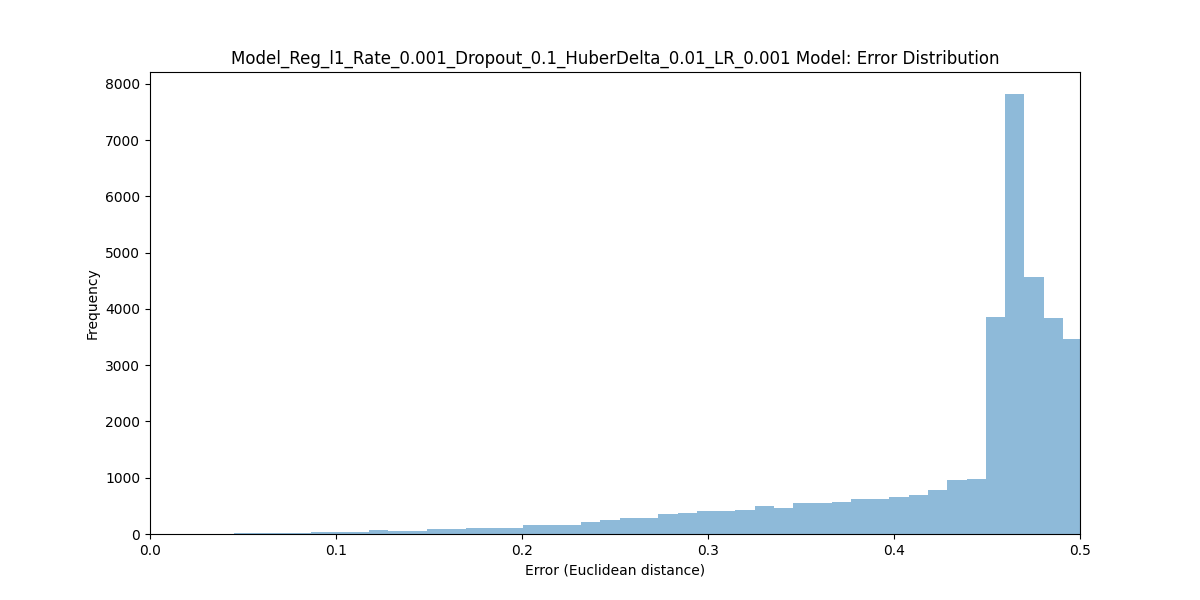 Model_Reg_l1_Rate_0.001_Dropout_0.1_HuberDelta_0.01_LR_0.001 Model: Error Distribution
8000
7000
6000
5000
4000
3000
2000
1000
0
Frequency
0.0 0.1 0.2 0.3 0.4 0.5
Error (Euclidean distance)